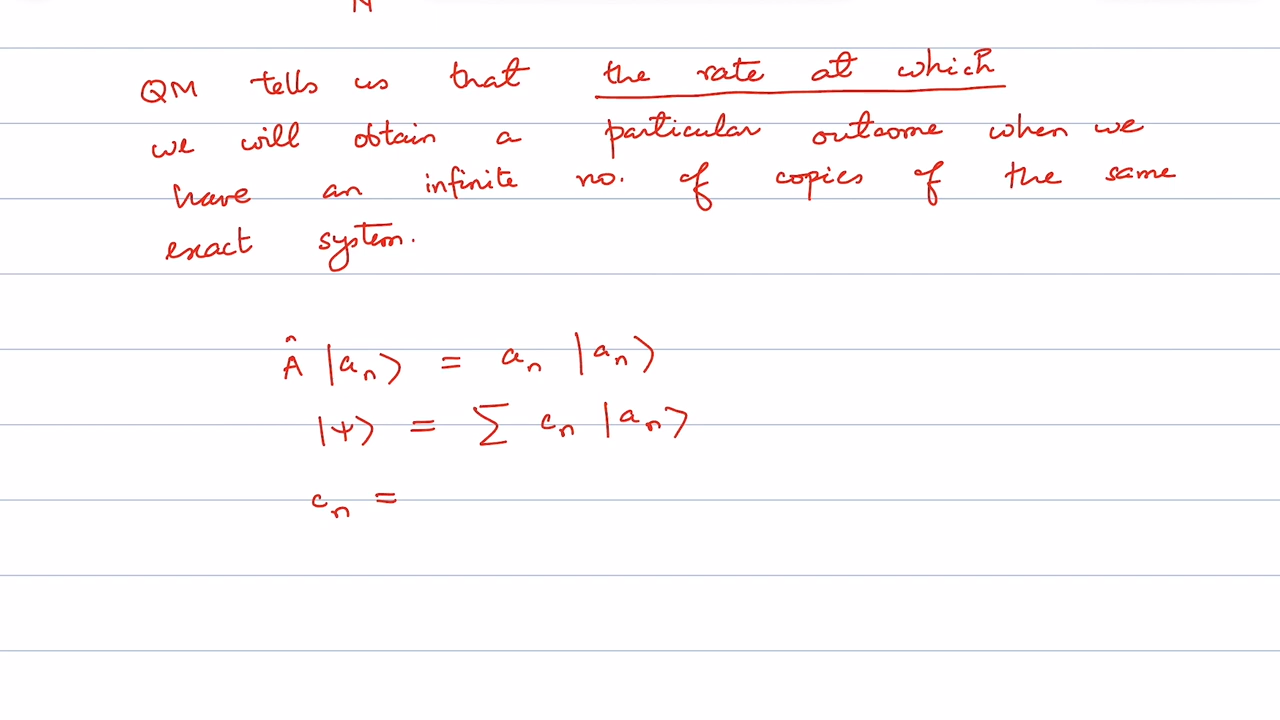 N
QM tells us that the rate at which
we will obtain a particular outcome when we
have an infinite no. of copies of the same
exact system.
Â |aₙ⟩ = aₙ |aₙ⟩
|ψ⟩ = ∑ cₙ |aₙ⟩
cₙ =